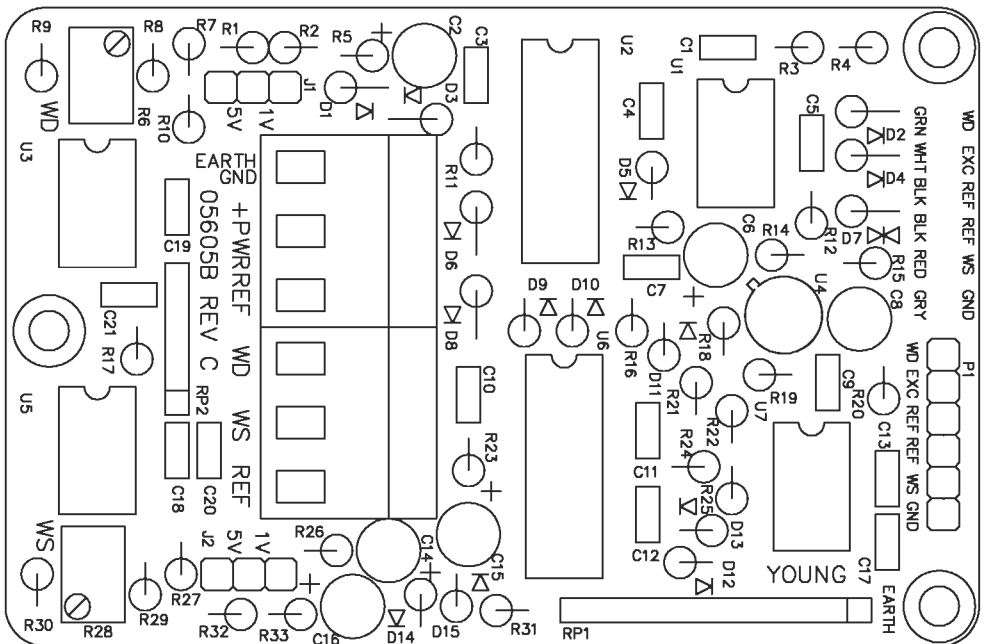 R9
R8
R7
R1
R2
R5
C2
C3
U2
C1
U1
R3
R4
WD
R6
R10
J1
5V
1V
D1
D3
C4
C5
GRN
D2
WHT
D4
BLK
BLK
RED
GRY
WD
EXC
REF
REF
WS
GND
U3
EARTH
GND
R11
D5
C19
05605B REV C
+PWR
REF
D6
R13
C6
R14
R12
D7
R15
C7
U4
C8
C21
R17
D8
D9
D10
U6
R16
D11
R18
U5
RP2
WD
WS
REF
C10
R21
R19
C9
R20
WD
EXC
REF
REF
WS
GND
P1
R22
U7
C13
C18
C20
R23
C11
R24
R25
WS
J2
5V
1V
R26
C14
C15
C12
D13
D12
YOUNG
C17
EARTH
R27
R30
R28
R29
R32
R33
C16
D14
D15
R31
RP1